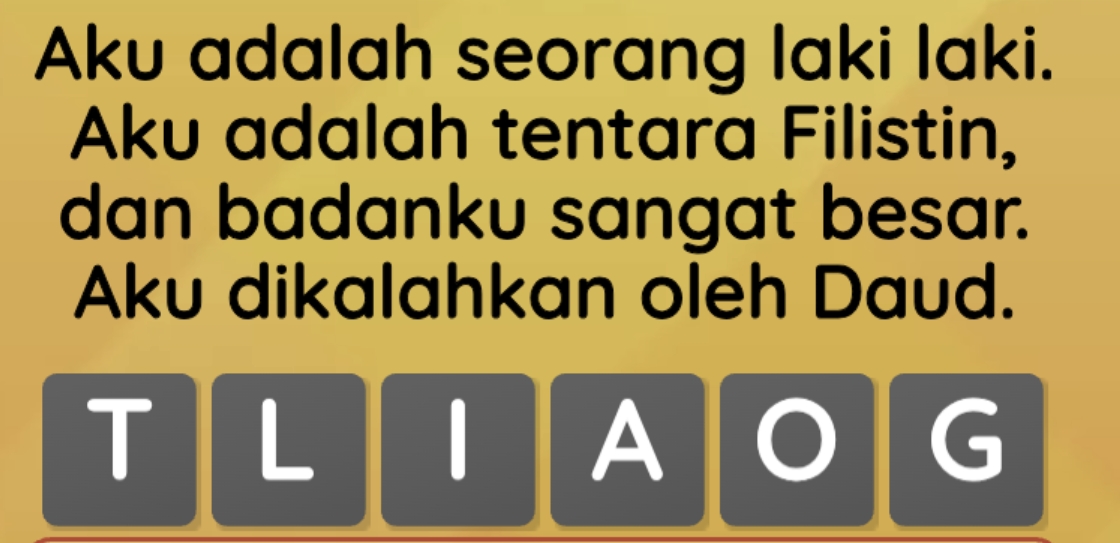 Aku adalah seorang laki laki.
Aku adalah tentara Filistin,
dan badanku sangat besar.
Aku dikalahkan oleh Daud.
T L I A O G